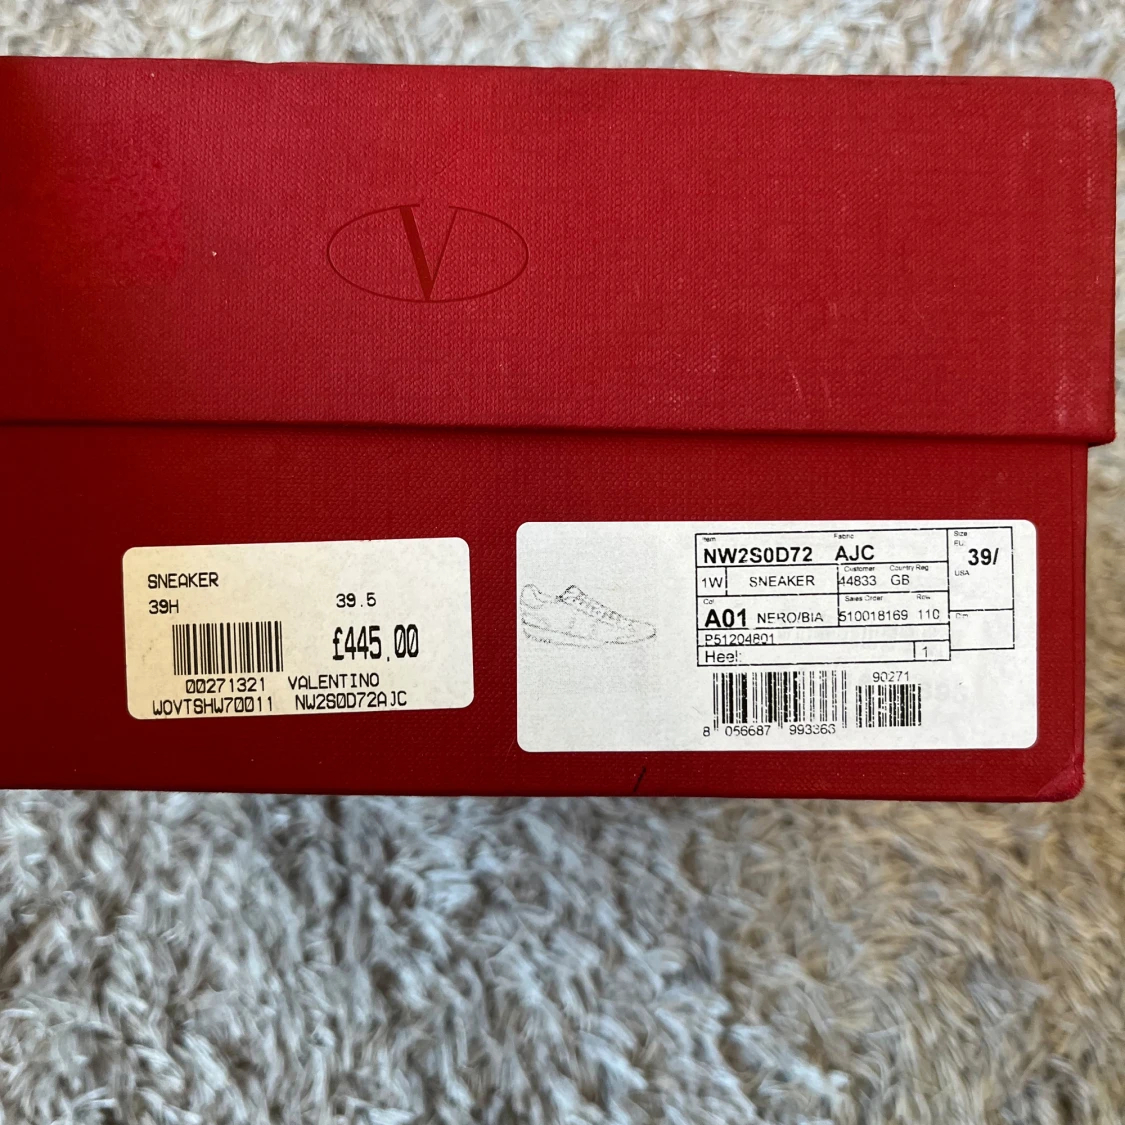 V
SNEAKER
39H 39.5
£445.00
00271321 VALENTINO
WOVTSHW70011 NW2S0D72AJC
Item Fabric Size
NW2S0D72 AJC EU: 39/
Customer Country Reg USA
1W SNEAKER 44833 GB
Col Sales Order Row
A01 NERO/BIA 510018169 110
P51204801
Heel: 1
90271
8 056687 993363